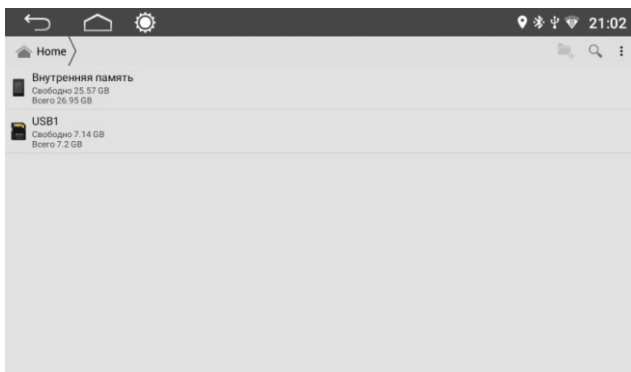 21:02
Home
Внутренняя память
Свободно 25.57 GB
Всего 26.95 GB
USB1
Свободно 7.14 GB
Всего 7.2 GB